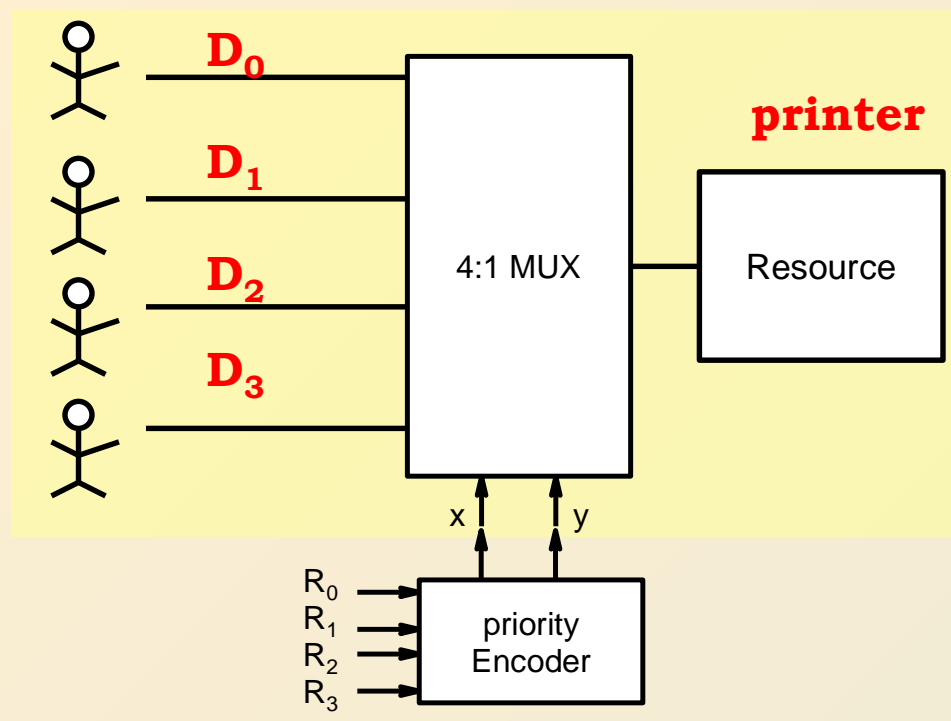 D₀
D₁
printer
4:1 MUX
Resource
D₂
D₃
x
y
R₀
R₁
R₂
R₃
priority
Encoder